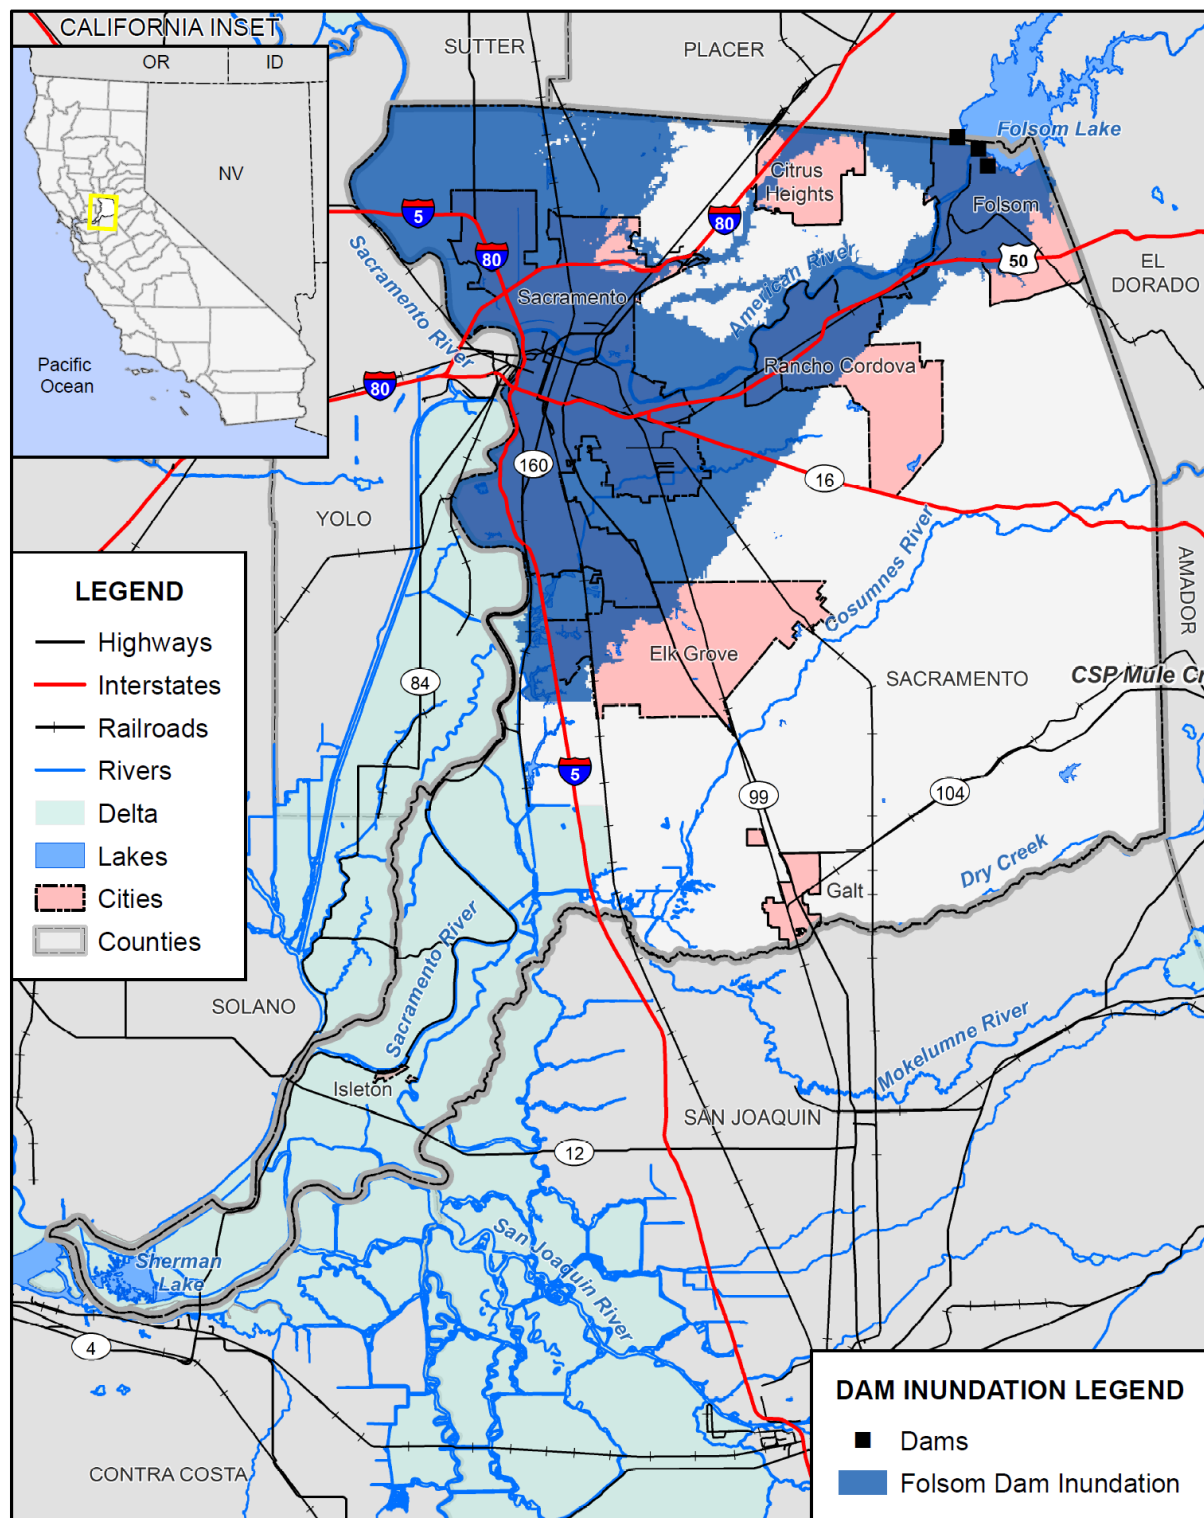 CALIFORNIA INSET
OR
ID
NV
Pacific
Ocean
SUTTER
PLACER
Folsom Lake
Citrus
Heights
Folsom
5
80
80
50
EL
DORADO
Sacramento River
Sacramento
American River
Rancho Cordova
80
160
16
YOLO
Cosumnes River
AMADOR
LEGEND
Highways
Interstates
Railroads
Rivers
Delta
Lakes
Cities
Counties
Elk Grove
SACRAMENTO
CSP Mule Cr
84
5
99
104
Dry Creek
Galt
Sacramento River
SOLANO
Isleton
Mokelumne River
SAN JOAQUIN
12
San Joaquin River
Sherman
Lake
4
CONTRA COSTA
DAM INUNDATION LEGEND
Dams
Folsom Dam Inundation